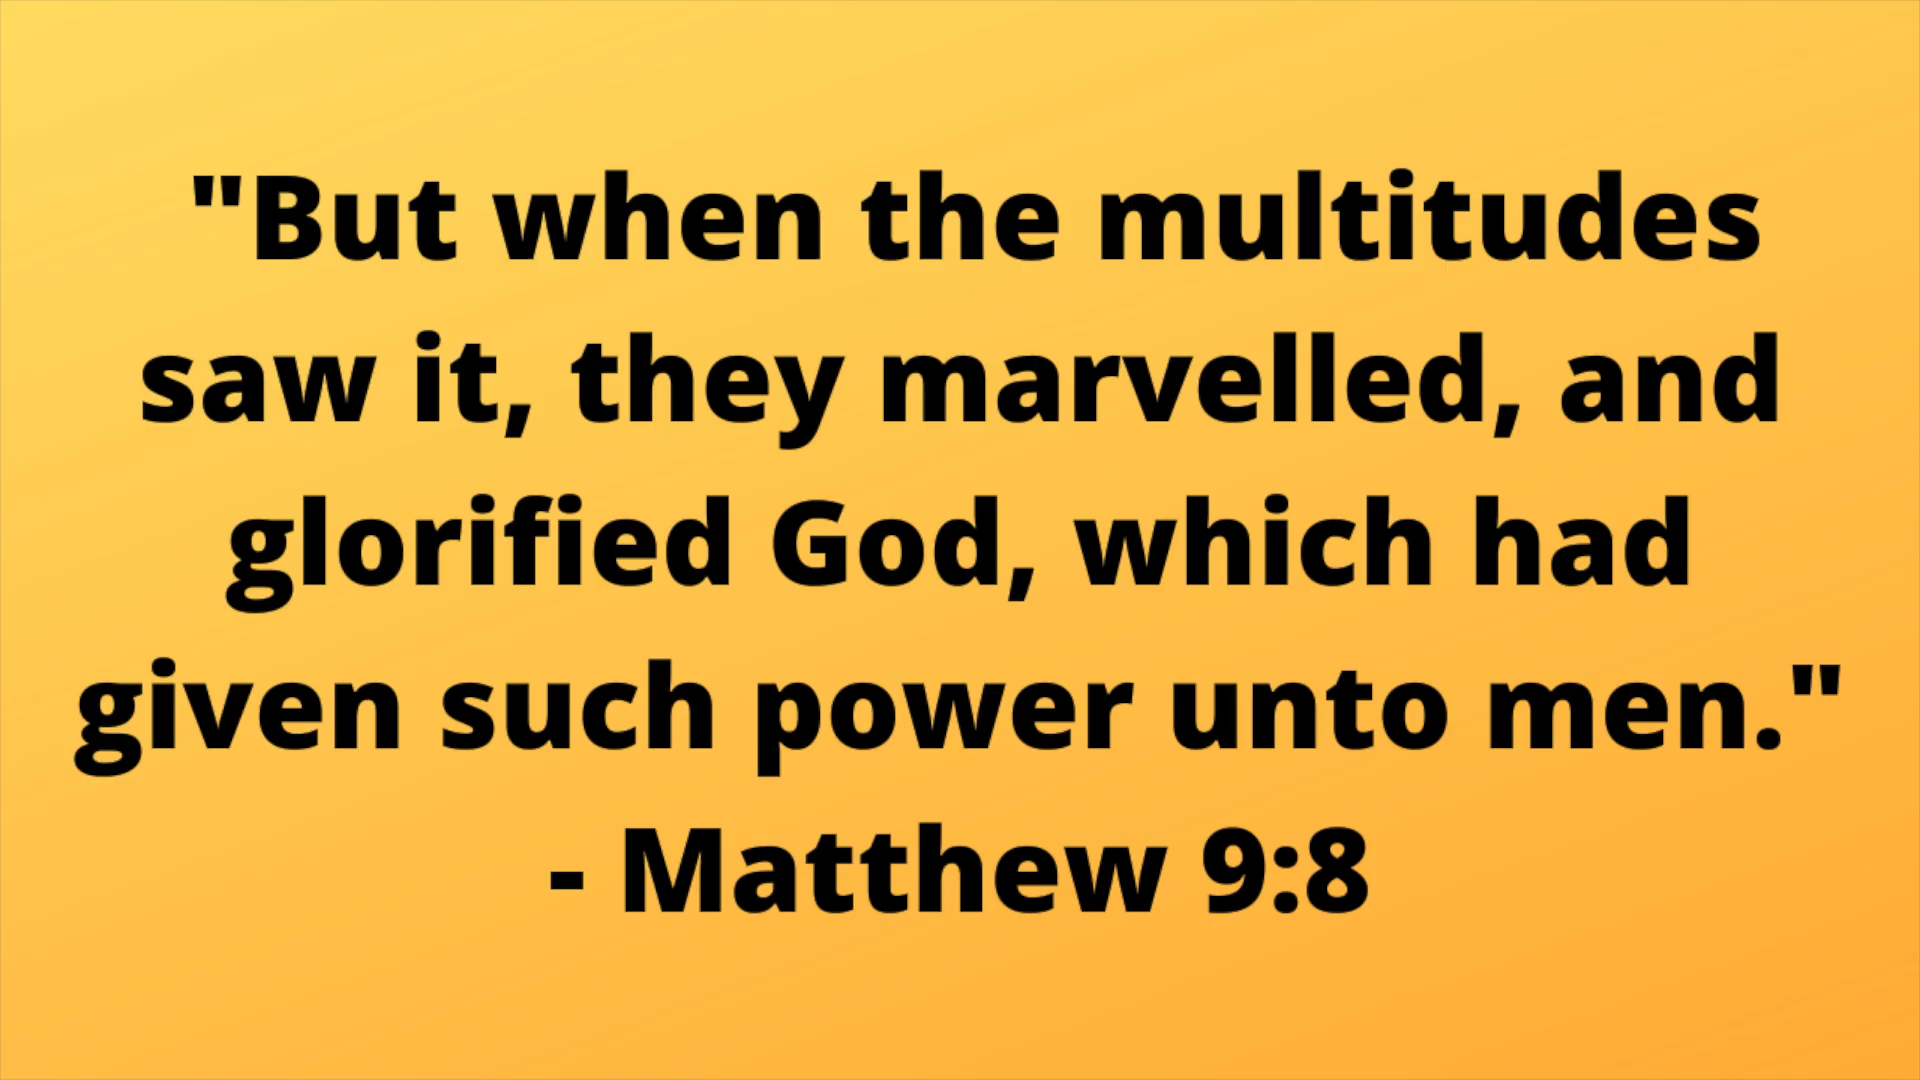 "But when the multitudes
saw it, they marvelled, and
glorified God, which had
given such power unto men."
- Matthew 9:8